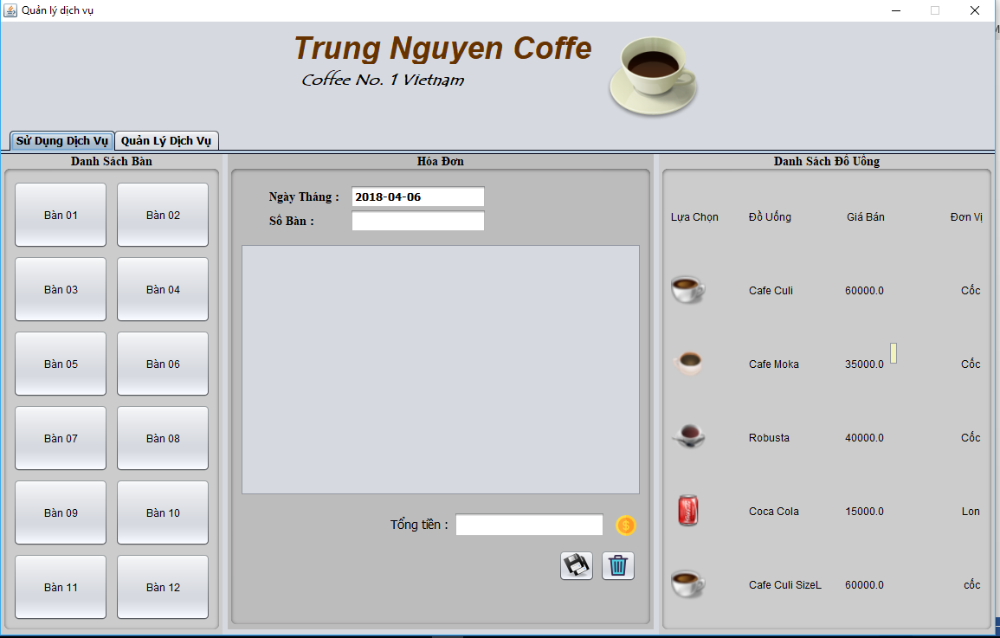 Quản lý dịch vụ
Trung Nguyen Coffe
Coffee No. 1 Vietnam
Sử Dụng Dịch Vụ Quản Lý Dịch Vụ
Danh Sách Bàn
Bàn 01 Bàn 02
Bàn 03 Bàn 04
Bàn 05 Bàn 06
Bàn 07 Bàn 08
Bàn 09 Bàn 10
Bàn 11 Bàn 12
Hóa Đơn
Ngày Tháng : 2018-04-06
Số Bàn :
Tổng tiền :
$
Danh Sách Đồ Uống
Lựa Chọn Đồ Uống Giá Bán Đơn Vị
Cafe Culi 60000.0 Cốc
Cafe Moka 35000.0 Cốc
Robusta 40000.0 Cốc
Coca Cola 15000.0 Lon
Cafe Culi SizeL 60000.0 cốc